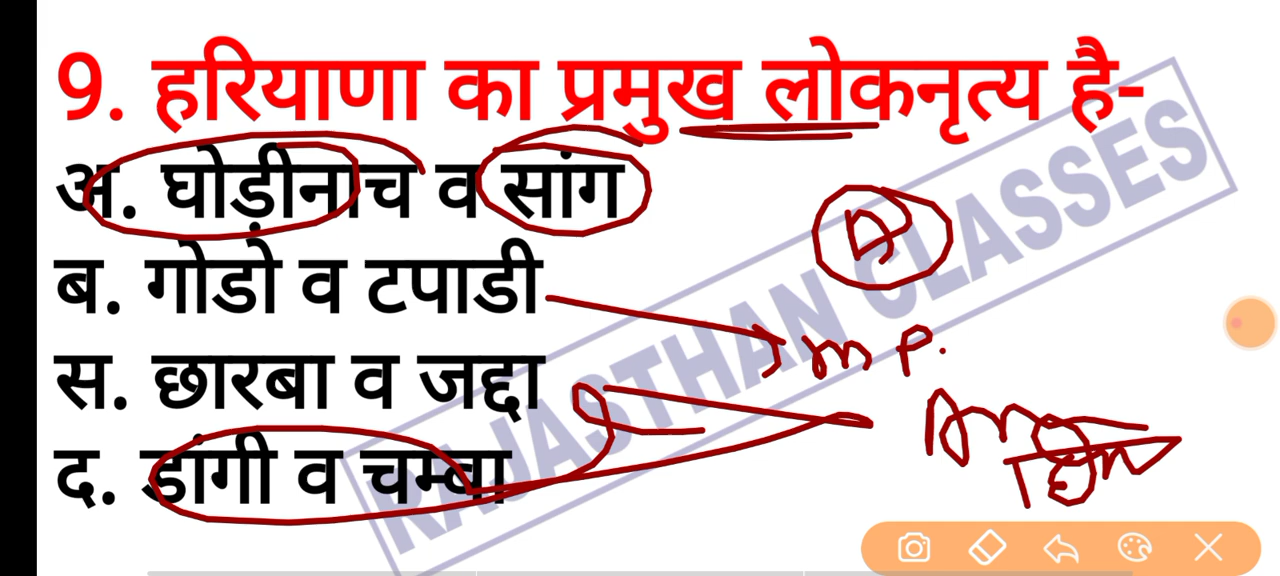 9. हरियाणा का प्रमुख लोकनृत्य है-
अ. घोड़ीनाच व सांग
ब. गोडो व टपाडी
स. छारबा व जद्दा
द. डांगी व चम्बा
M P.
RAJASTHAN CLASSES